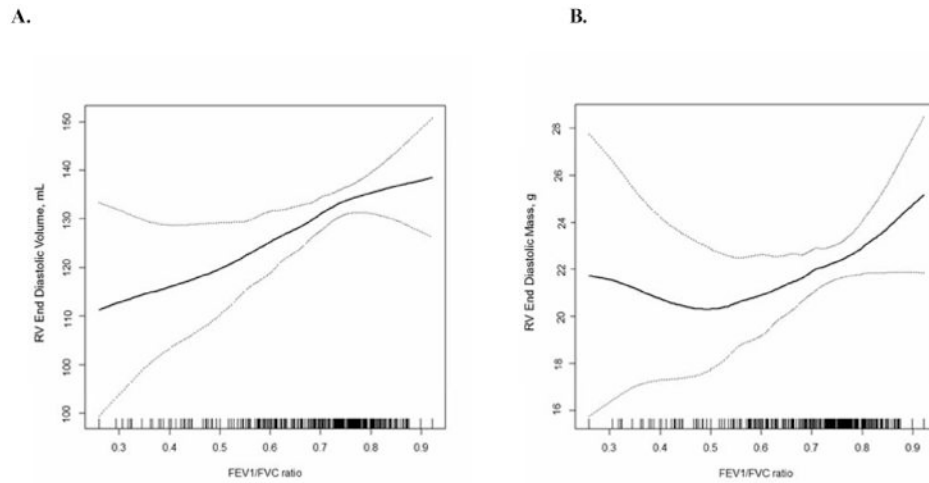 A.
B.
RV End Diastolic Volume, mL
150
140
130
120
110
100
100
0.3 0.4 0.5 0.6 0.7 0.8 0.9
FEV1/FVC ratio
RV End Diastolic Mass, g
28
26
24
22
20
18
16
0.3 0.4 0.5 0.6 0.7 0.8 0.9
FEV1/FVC ratio